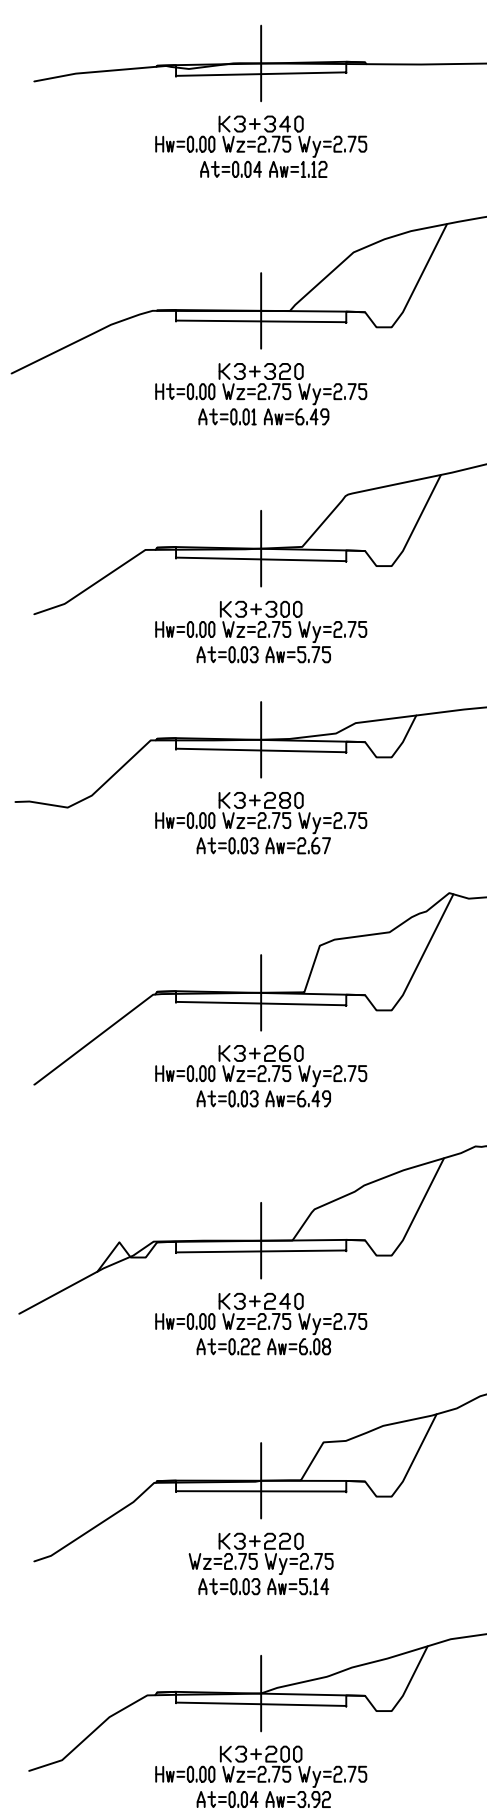 K3+340
Hw=0.00 Wz=2.75 Wy=2.75
At=0.04 Aw=1.12
K3+320
Ht=0.00 Wz=2.75 Wy=2.75
At=0.01 Aw=6.49
K3+300
Hw=0.00 Wz=2.75 Wy=2.75
At=0.03 Aw=5.75
K3+280
Hw=0.00 Wz=2.75 Wy=2.75
At=0.03 Aw=2.67
K3+260
Hw=0.00 Wz=2.75 Wy=2.75
At=0.03 Aw=6.49
K3+240
Hw=0.00 Wz=2.75 Wy=2.75
At=0.22 Aw=6.08
K3+220
Wz=2.75 Wy=2.75
At=0.03 Aw=5.14
K3+200
Hw=0.00 Wz=2.75 Wy=2.75
At=0.04 Aw=3.92